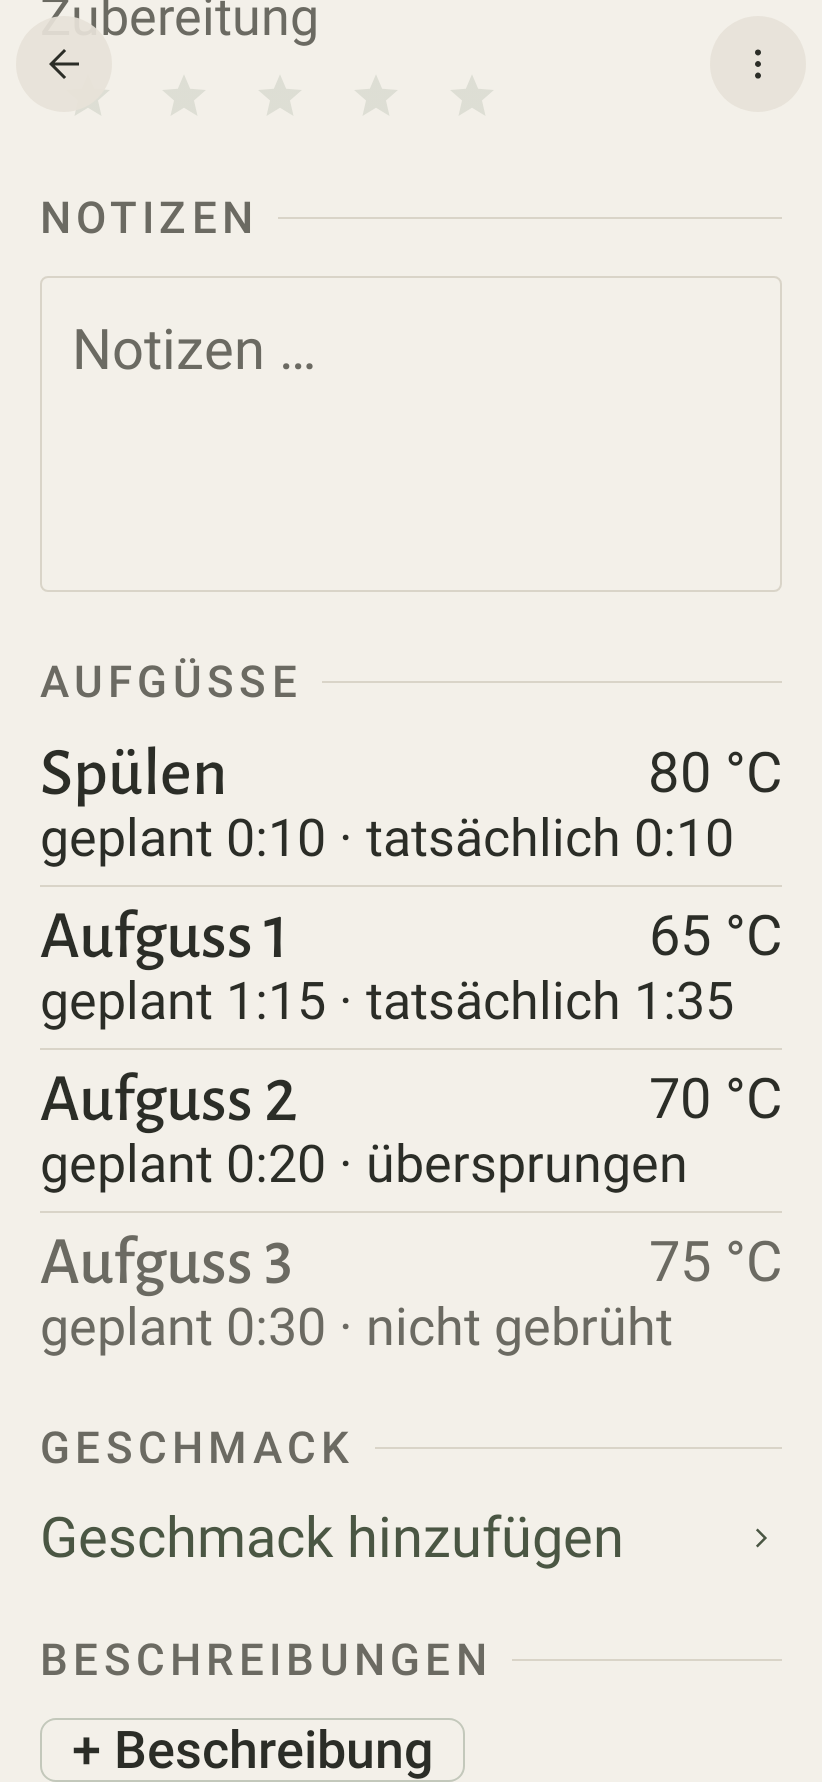 Zubereitung
NOTIZEN
Notizen …
AUFGÜSSE
Spülen 80 °C
geplant 0:10 · tatsächlich 0:10
Aufguss 1 65 °C
geplant 1:15 · tatsächlich 1:35
Aufguss 2 70 °C
geplant 0:20 · übersprungen
Aufguss 3 75 °C
geplant 0:30 · nicht gebrüht
GESCHMACK
Geschmack hinzufügen
BESCHREIBUNGEN
+ Beschreibung